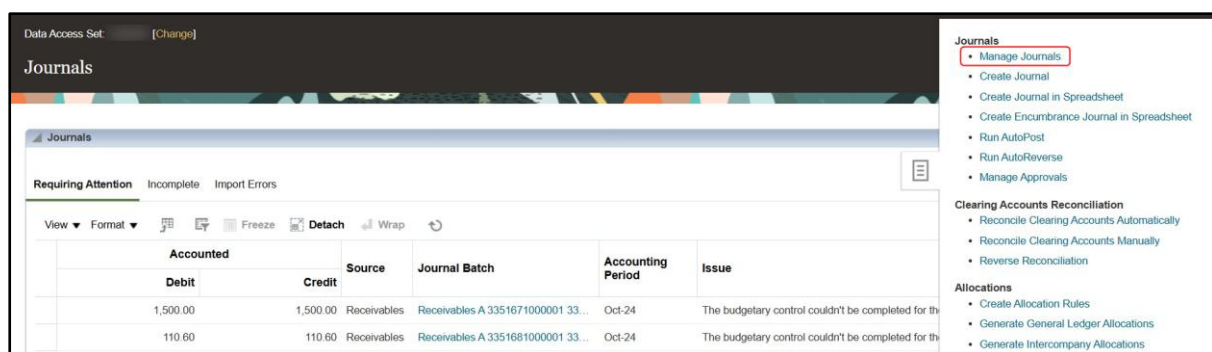 Data Access Set: [Change]
Journals
Journals
Requiring Attention Incomplete Import Errors
View Format Freeze Detach Wrap
Accounted
Debit Credit Source Journal Batch Accounting Period Issue
1,500.00 1,500.00 Receivables Receivables A 3351671000001 33... Oct-24 The budgetary control couldn't be completed for th
110.60 110.60 Receivables Receivables A 3351681000001 33... Oct-24 The budgetary control couldn't be completed for th
Journals
• Manage Journals
• Create Journal
• Create Journal in Spreadsheet
• Create Encumbrance Journal in Spreadsheet
• Run AutoPost
• Run AutoReverse
• Manage Approvals
Clearing Accounts Reconciliation
• Reconcile Clearing Accounts Automatically
• Reconcile Clearing Accounts Manually
• Reverse Reconciliation
Allocations
• Create Allocation Rules
• Generate General Ledger Allocations
• Generate Intercompany Allocations